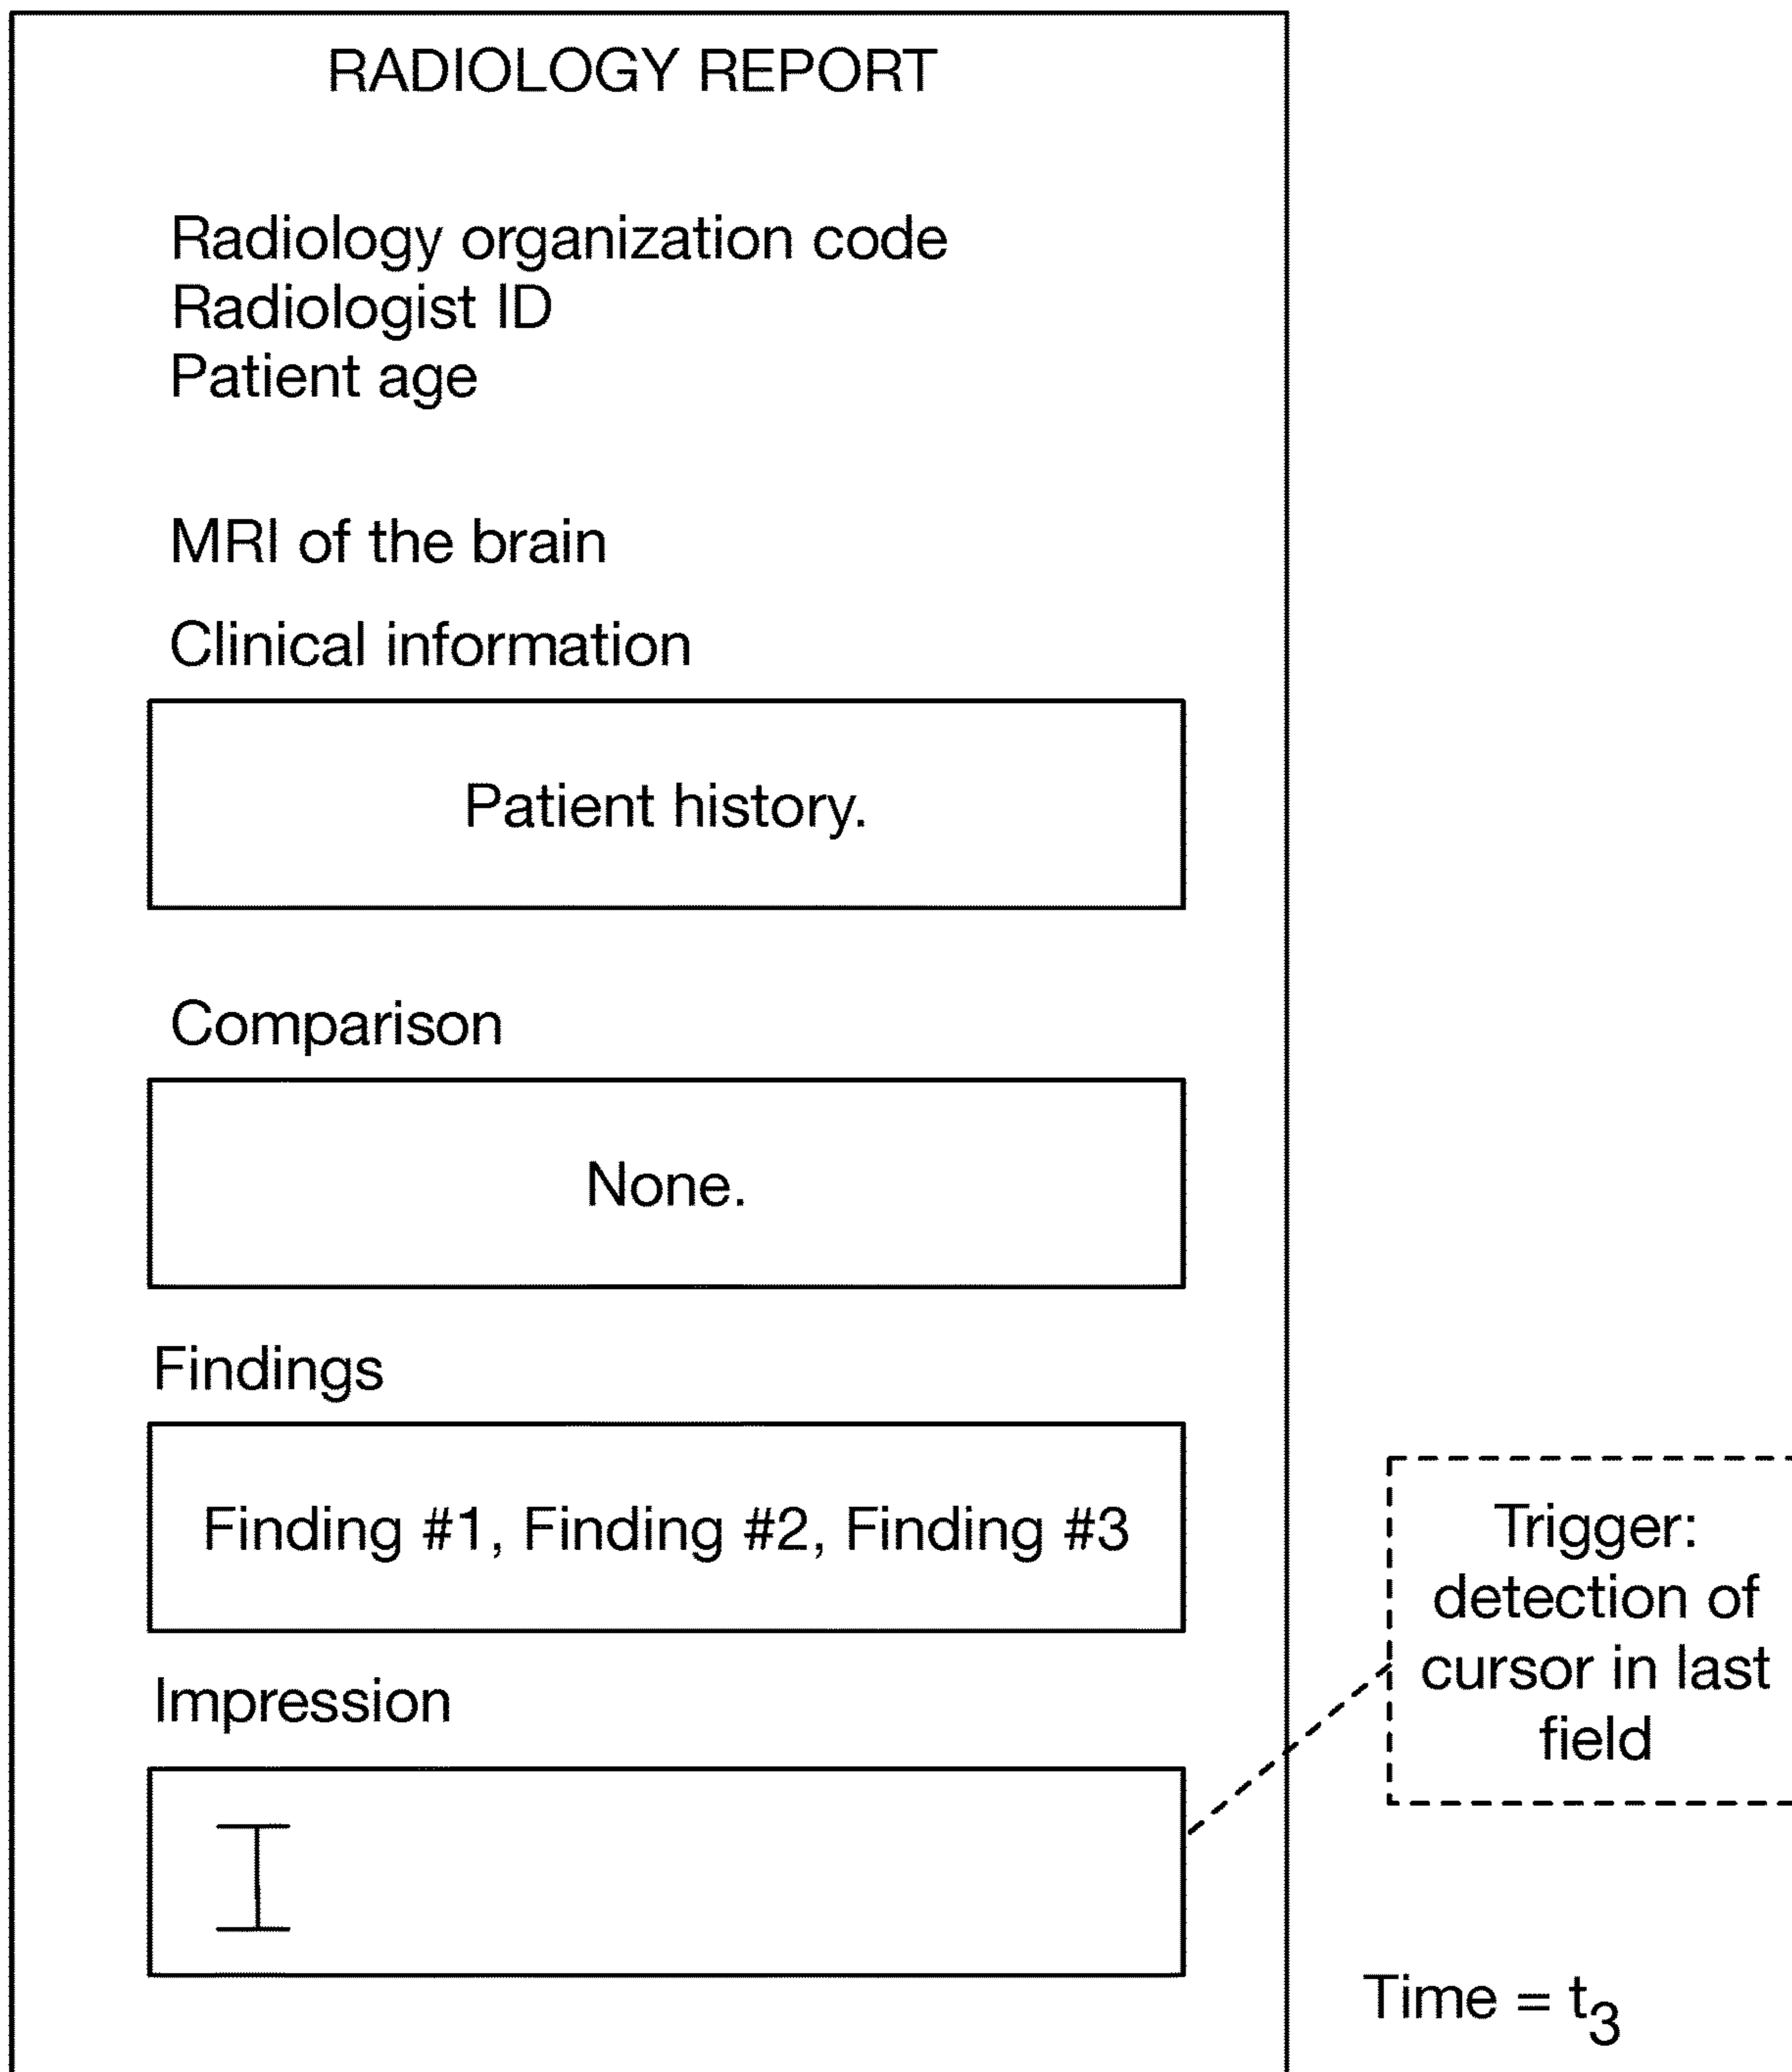 RADIOLOGY REPORT
Radiology organization code
Radiologist ID
Patient age
MRI of the brain
Clinical information
Patient history.
Comparison
None.
Findings
Finding #1, Finding #2, Finding #3
Impression
Trigger:
detection of
cursor in last
field
Time = t₃